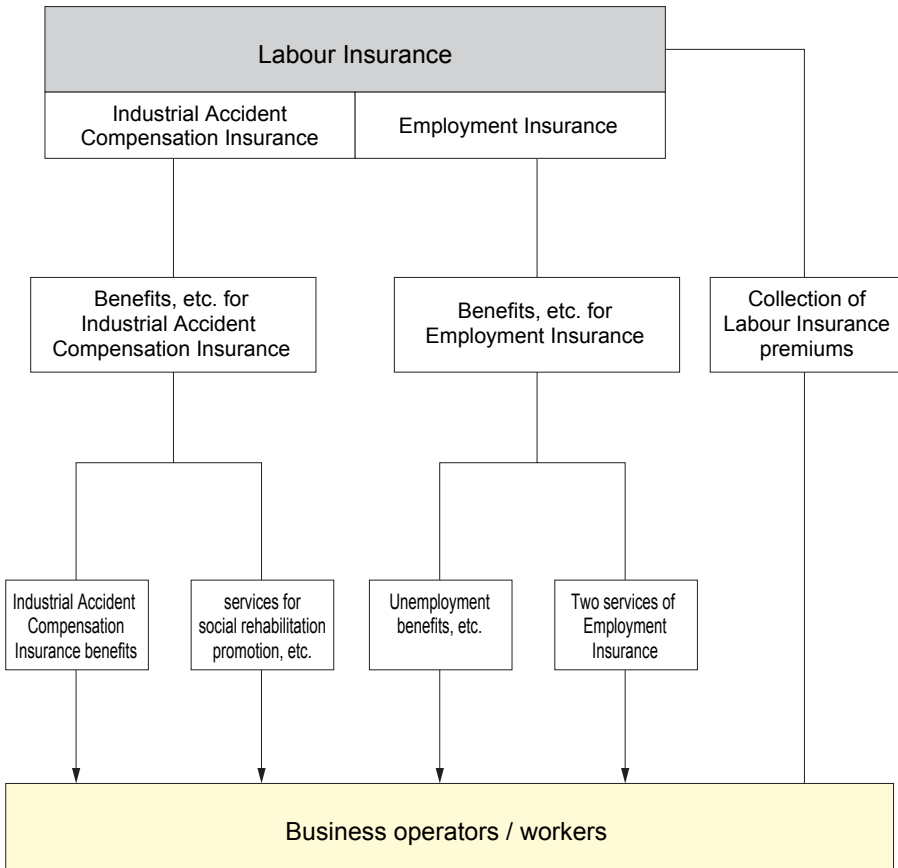 Labour Insurance
Industrial Accident
Compensation Insurance
Employment Insurance
Benefits, etc. for
Industrial Accident
Compensation Insurance
Benefits, etc. for
Employment Insurance
Collection of
Labour Insurance
premiums
Industrial Accident
Compensation
Insurance benefits
services for
social rehabilitation
promotion, etc.
Unemployment
benefits, etc.
Two services of
Employment
Insurance
Business operators / workers